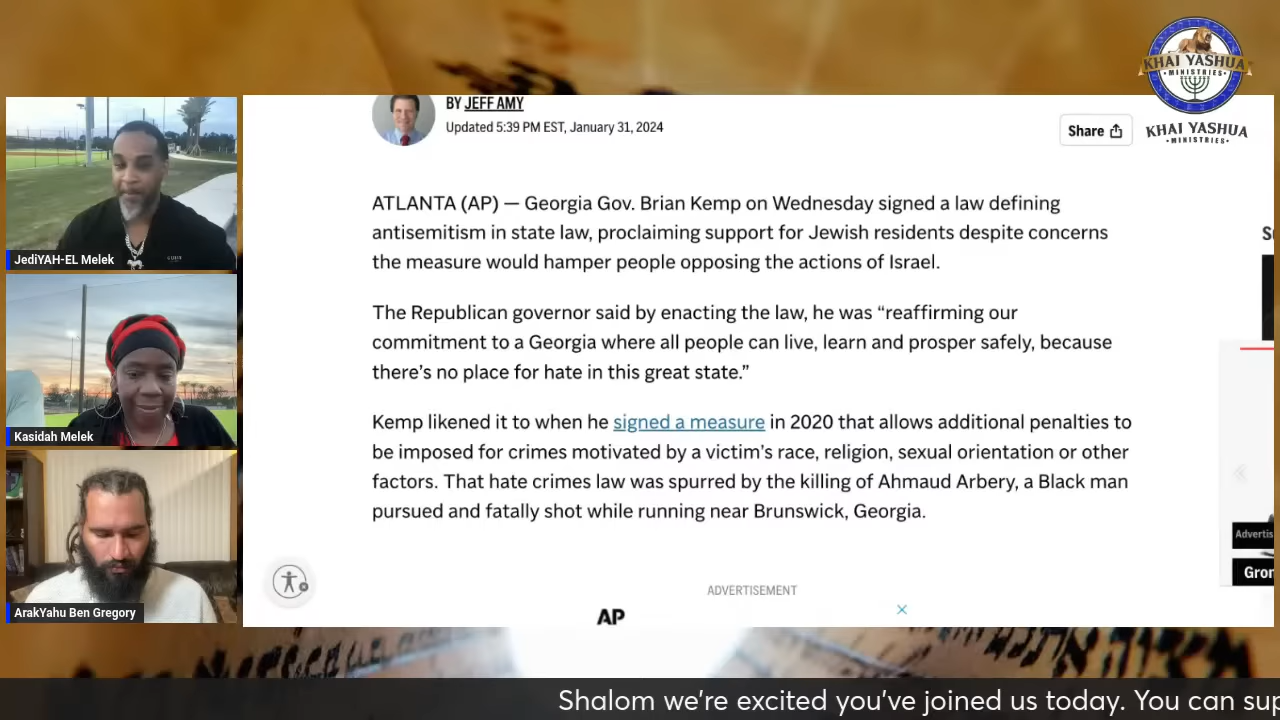 KHAI YASHUA
•MINISTRIES•
KHAI YASHUA
•MINISTRIES•
BY JEFF AMY
Updated 5:39 PM EST, January 31, 2024
Share
ATLANTA (AP) — Georgia Gov. Brian Kemp on Wednesday signed a law defining
antisemitism in state law, proclaiming support for Jewish residents despite concerns
the measure would hamper people opposing the actions of Israel.
The Republican governor said by enacting the law, he was “reaffirming our
commitment to a Georgia where all people can live, learn and prosper safely, because
there’s no place for hate in this great state.”
Kemp likened it to when he signed a measure in 2020 that allows additional penalties to
be imposed for crimes motivated by a victim’s race, religion, sexual orientation or other
factors. That hate crimes law was spurred by the killing of Ahmaud Arbery, a Black man
pursued and fatally shot while running near Brunswick, Georgia.
ADVERTISEMENT
AP
Advertis
Gron
JediYAH-EL Melek
Kasidah Melek
ArakYahu Ben Gregory
Shalom we're excited you've joined us today. You can sup